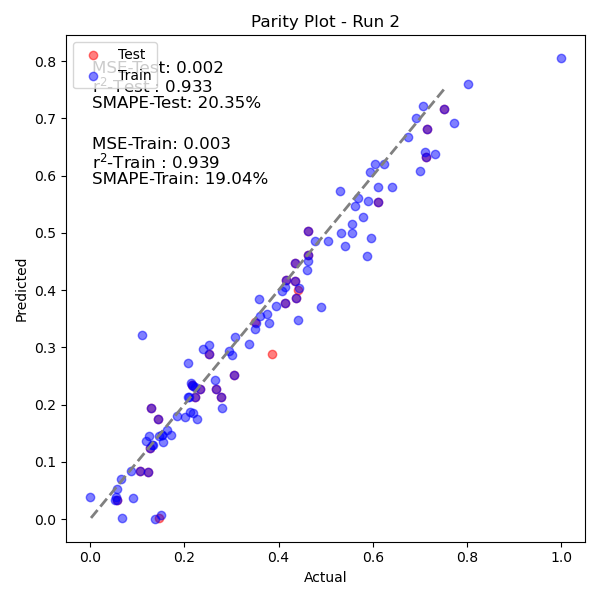 Parity Plot - Run 2
Test
Train
MSE-Test: 0.002
r²-Test : 0.933
SMAPE-Test: 20.35%
MSE-Train: 0.003
r²-Train : 0.939
SMAPE-Train: 19.04%
Predicted
0.8
0.7
0.6
0.5
0.4
0.3
0.2
0.1
0.0
0.0 0.2 0.4 0.6 0.8 1.0
Actual